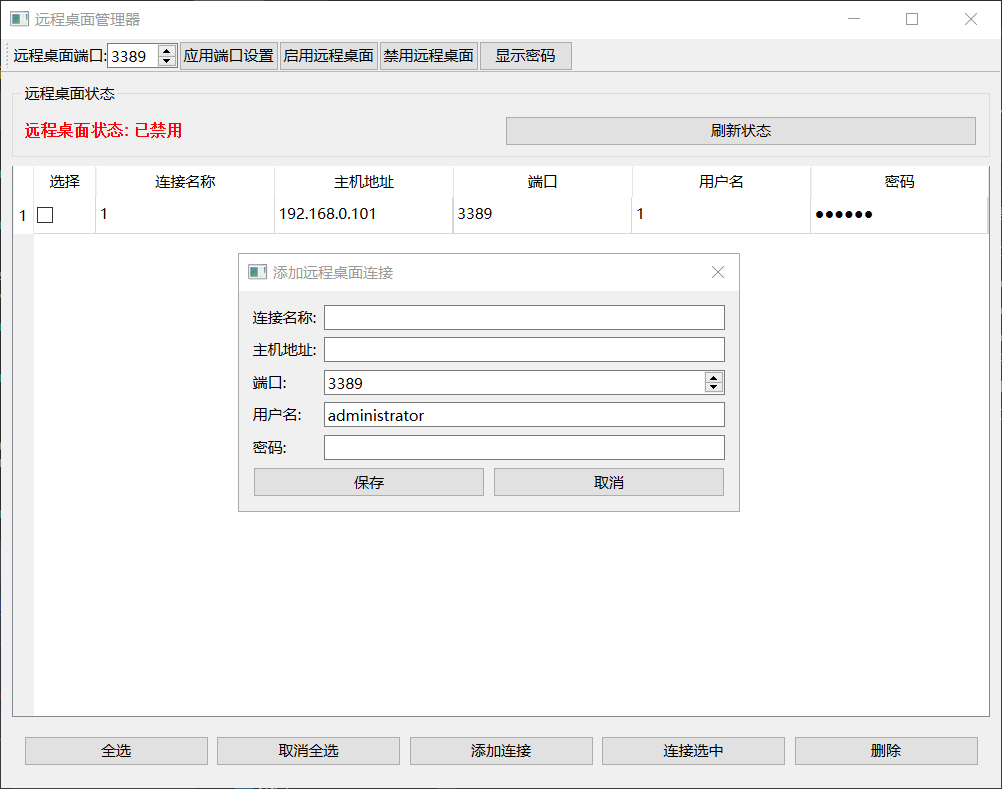 远程桌面管理器
远程桌面端口: 3389 应用端口设置 启用远程桌面 禁用远程桌面 显示密码
远程桌面状态
远程桌面状态: 已禁用 刷新状态
选择 连接名称 主机地址 端口 用户名 密码
1 1 192.168.0.101 3389 1 ●●●●●●
添加远程桌面连接
连接名称:
主机地址:
端口: 3389
用户名: administrator
密码:
保存 取消
全选 取消全选 添加连接 连接选中 删除